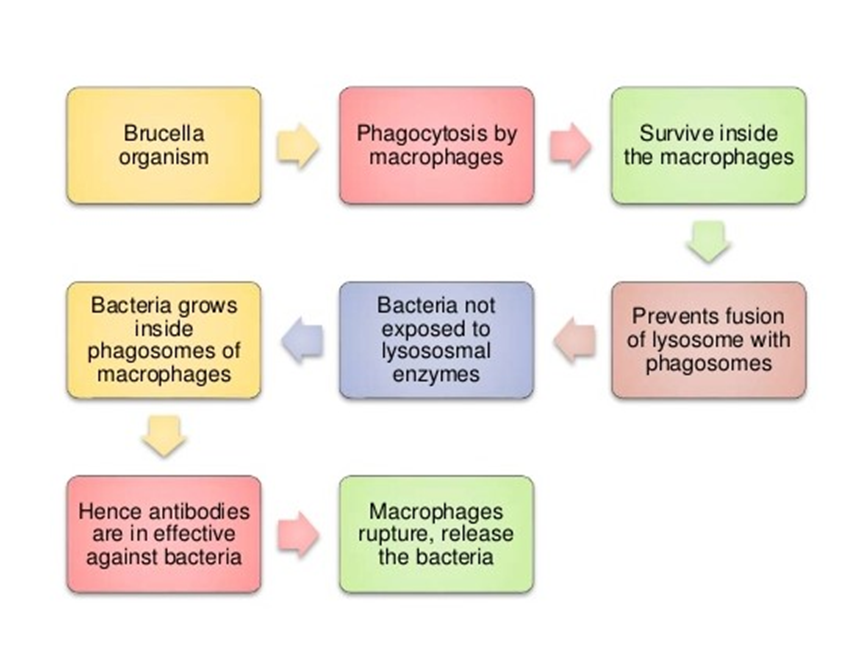 Brucella
organism
Phagocytosis by
macrophages
Survive inside
the macrophages
Prevents fusion
of lysosome with
phagosomes
Bacteria not
exposed to
lysososmal
enzymes
Bacteria grows
inside
phagosomes of
macrophages
Hence antibodies
are in effective
against bacteria
Macrophages
rupture, release
the bacteria